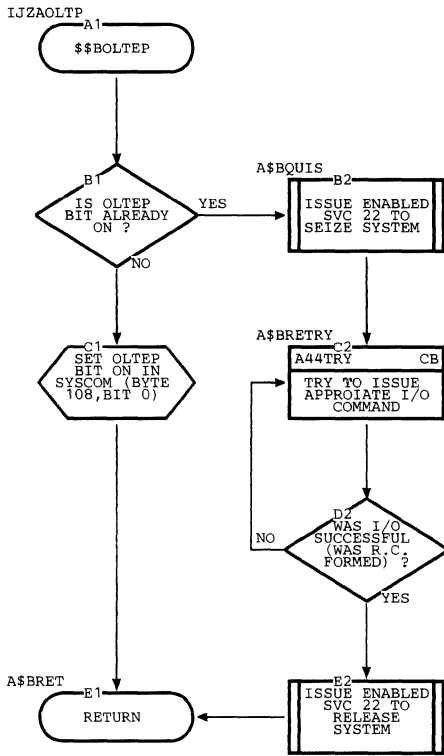 IJZAOLTP
A1
$$BOLTEP
B1
IS OLTEP
BIT ALREADY
ON ?
YES
NO
A$BQUIS
B2
ISSUE ENABLED
SVC 22 TO
SEIZE SYSTEM
C1
SET OLTEP
BIT ON IN
SYSCOM (BYTE
108,BIT 0)
A$BRETRY
C2
A44TRY CB
TRY TO ISSUE
APPROIATE I/O
COMMAND
D2
WAS I/O
SUCCESSFUL
(WAS R.C.
FORMED) ?
NO
YES
A$BRET
E1
RETURN
E2
ISSUE ENABLED
SVC 22 TO
RELEASE
SYSTEM